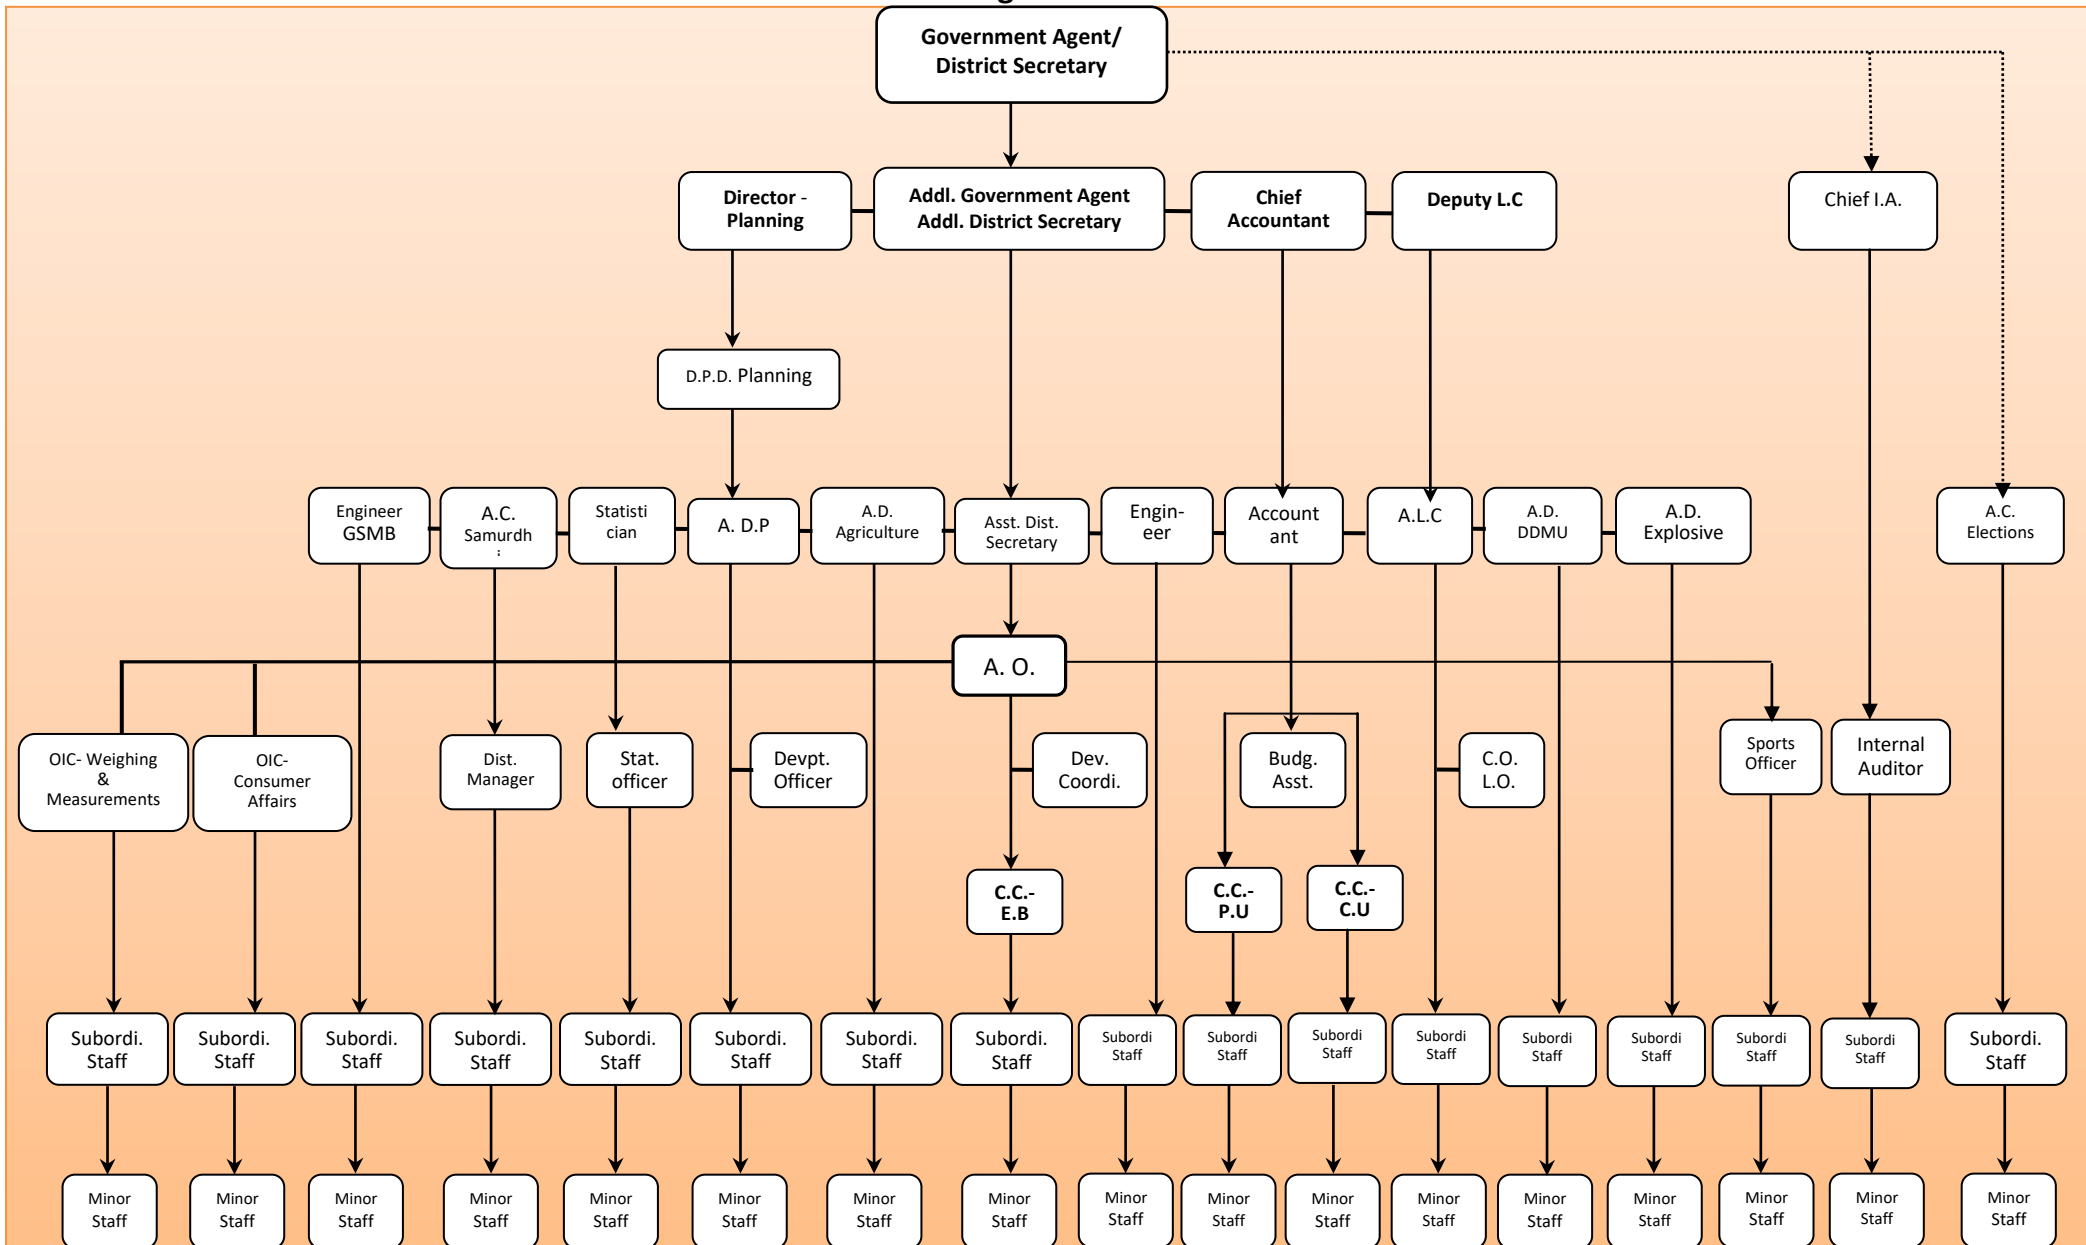 Government Agent/
District Secretary
Director -
Planning
Addl. Government Agent
Addl. District Secretary
Chief
Accountant
Deputy L.C
Chief I.A.
D.P.D. Planning
Engineer
GSMB
A.C.
Samurdh
Statisti
cian
A. D.P
A.D.
Agriculture
Asst. Dist.
Secretary
Engin-
eer
Account
ant
A.L.C
A.D.
DDMU
A.D.
Explosive
A.C.
Elections
A. O.
OIC- Weighing
&
Measurements
OIC-
Consumer
Affairs
Dist.
Manager
Stat.
officer
Devpt.
Officer
Dev.
Coordi.
Budg.
Asst.
C.O.
L.O.
Sports
Officer
Internal
Auditor
C.C.-
E.B
C.C.-
P.U
C.C.-
C.U
Subordi.
Staff
Subordi.
Staff
Subordi.
Staff
Subordi.
Staff
Subordi.
Staff
Subordi.
Staff
Subordi.
Staff
Subordi.
Staff
Subordi
Staff
Subordi
Staff
Subordi
Staff
Subordi
Staff
Subordi
Staff
Subordi
Staff
Subordi
Staff
Subordi
Staff
Subordi.
Staff
Minor
Staff
Minor
Staff
Minor
Staff
Minor
Staff
Minor
Staff
Minor
Staff
Minor
Staff
Minor
Staff
Minor
Staff
Minor
Staff
Minor
Staff
Minor
Staff
Minor
Staff
Minor
Staff
Minor
Staff
Minor
Staff
Minor
Staff